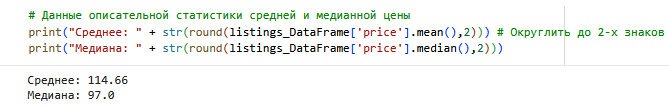 # Данные описательной статистики средней и медианной цены
print("Среднее: " + str(round(listings_DataFrame['price'].mean(),2))) # Округлить до 2-х знаков
print("Медиана: " + str(round(listings_DataFrame['price'].median(),2)))
Среднее: 114.66
Медиана: 97.0